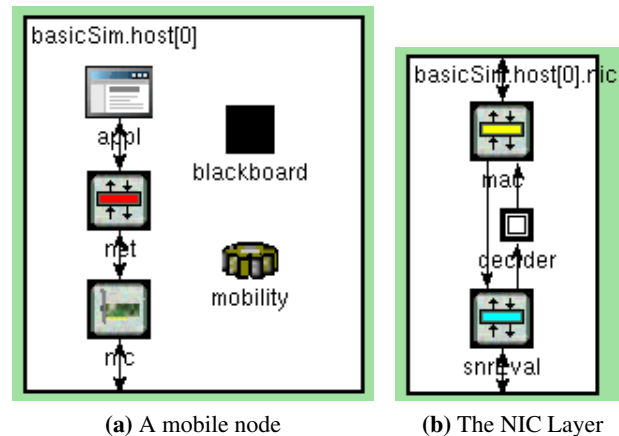 basicSim.host[0]
appl
blackboard
net
mobility
nic
(a) A mobile node
basicSim.host[0].nic
mac
decider
snreval
(b) The NIC Layer